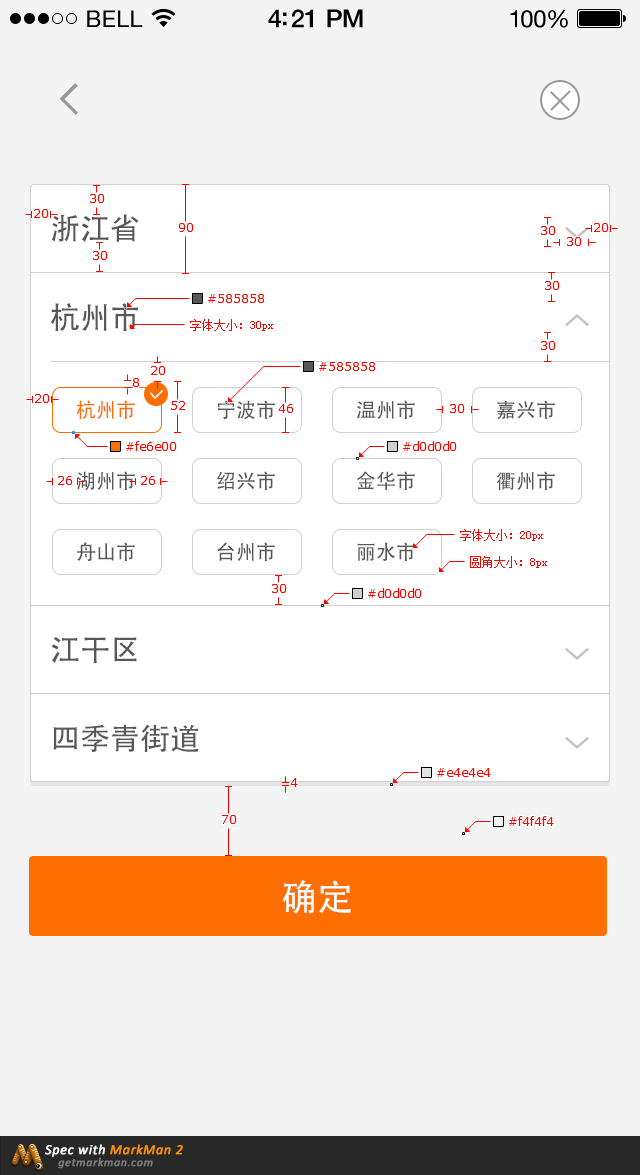 BELL 4:21 PM 100%
30
20
浙江省
90
30
30
20
30
30
#585858
杭州市
字体大小：30px
30
20
#585858
8
20
杭州市
52
宁波市
46
温州市
30
嘉兴市
#fe6e00
#d0d0d0
26
湖州市
26
绍兴市
金华市
衢州市
字体大小：20px
舟山市
台州市
丽水市
圆角大小：8px
30
#d0d0d0
江干区
四季青街道
#e4e4e4
4
70
#f4f4f4
确定
Spec with MarkMan 2
getmarkman.com